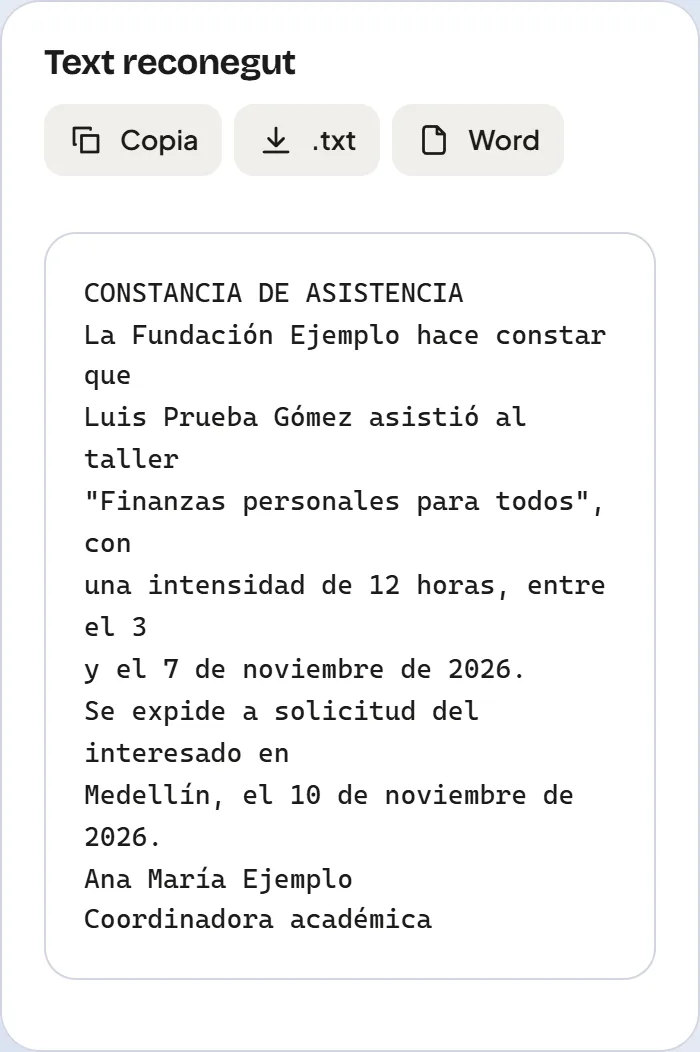 Text reconegut
Copia .txt Word
CONSTANCIA DE ASISTENCIA
La Fundación Ejemplo hace constar
que
Luis Prueba Gómez asistió al
taller
"Finanzas personales para todos",
con
una intensidad de 12 horas, entre
el 3
y el 7 de noviembre de 2026.
Se expide a solicitud del
interesado en
Medellín, el 10 de noviembre de
2026.
Ana María Ejemplo
Coordinadora académica